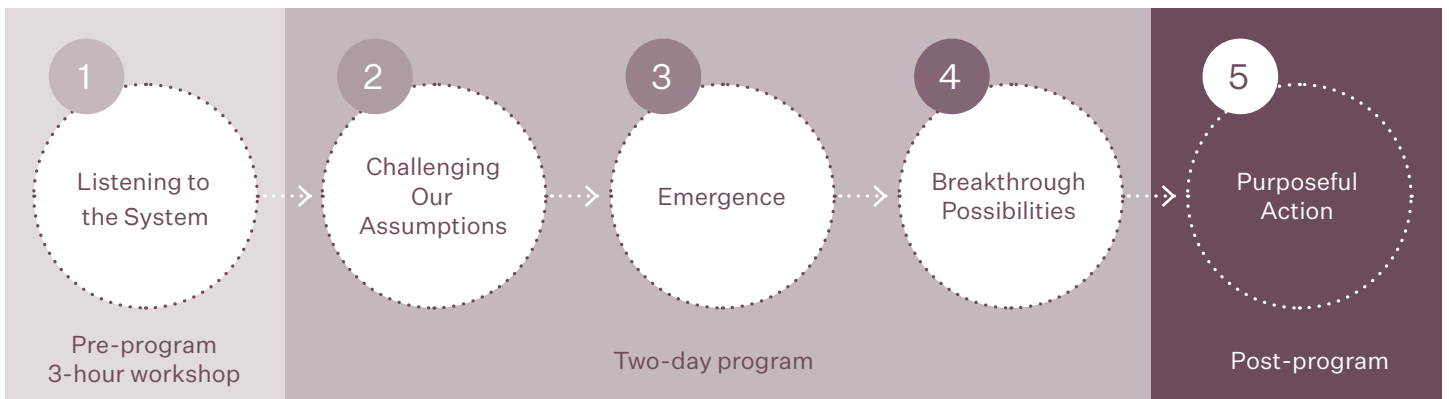 1
Listening to
the System
Pre-program
3-hour workshop
2
Challenging
Our
Assumptions
3
Emergence
4
Breakthrough
Possibilities
Two-day program
5
Purposeful
Action
Post-program